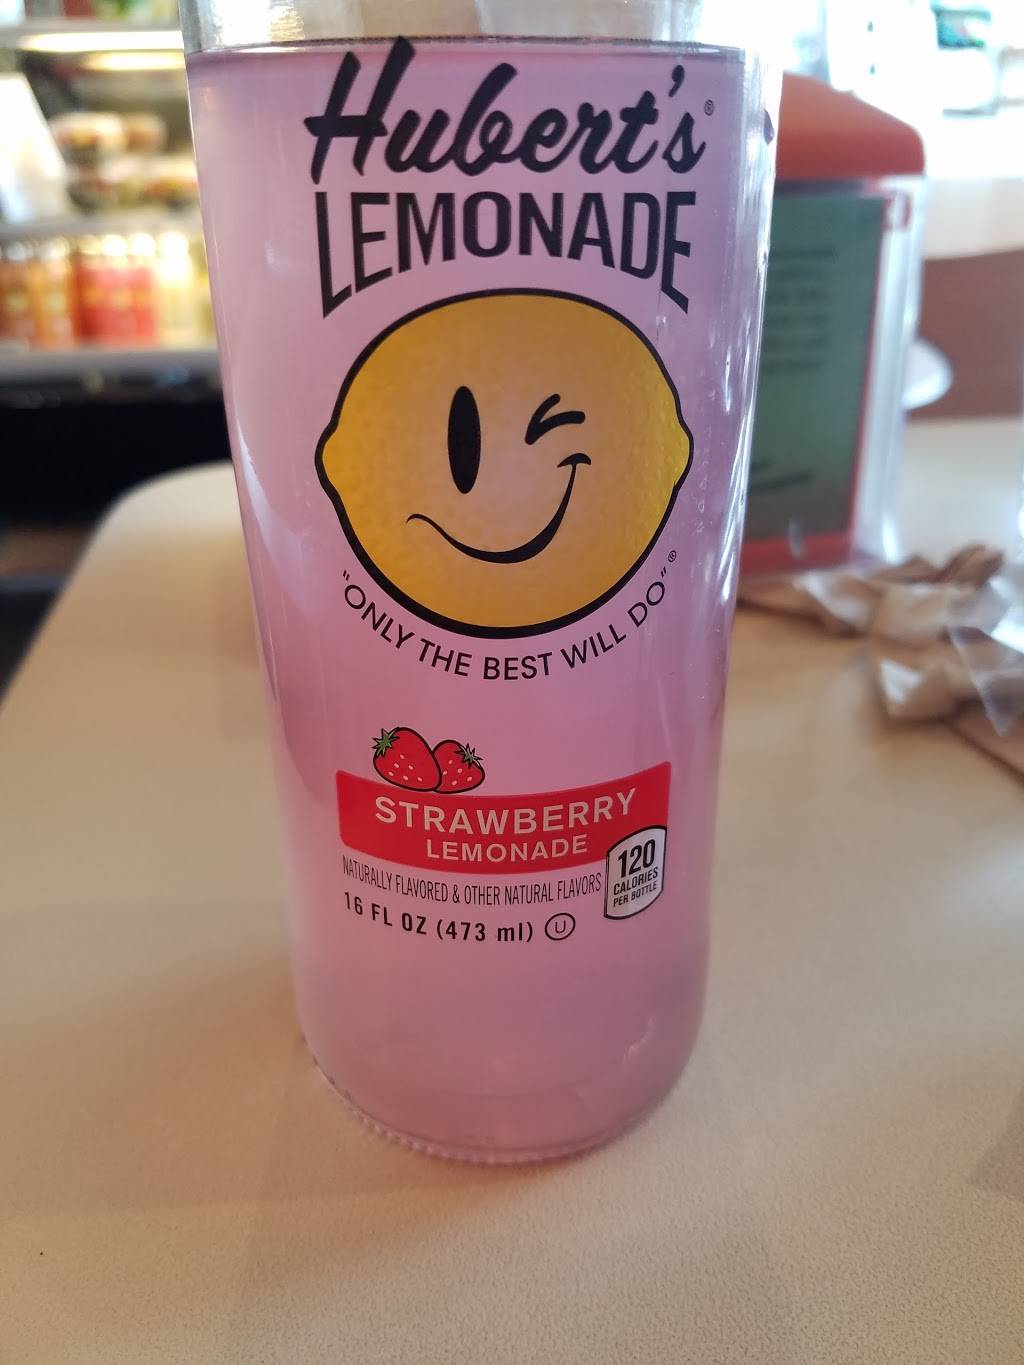 Hubert's®
LEMONADE
"ONLY THE BEST WILL DO"®
STRAWBERRY
LEMONADE
NATURALLY FLAVORED & OTHER NATURAL FLAVORS
16 FL OZ (473 ml) U
120
CALORIES
PER BOTTLE